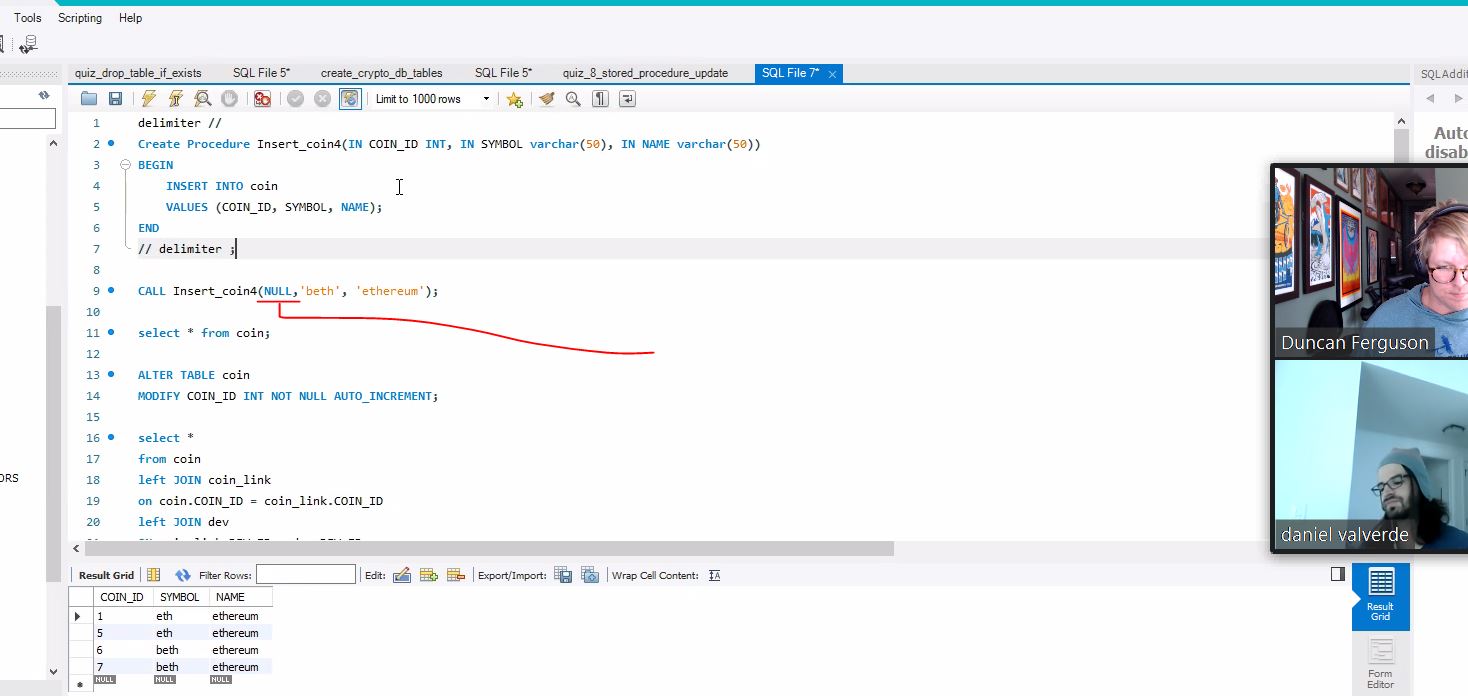 Tools Scripting Help
quiz_drop_table_if_exists SQL File 5* create_crypto_db_tables SQL File 5* quiz_8_stored_procedure_update SQL File 7* ×
SQLAddit
Limit to 1000 rows
1 delimiter //
2 Create Procedure Insert_coin4(IN COIN_ID INT, IN SYMBOL varchar(50), IN NAME varchar(50))
3 BEGIN
4 INSERT INTO coin
5 VALUES (COIN_ID, SYMBOL, NAME);
6 END
7 // delimiter ;
8
9 CALL Insert_coin4(NULL,'beth', 'ethereum');
10
11 select * from coin;
12
13 ALTER TABLE coin
14 MODIFY COIN_ID INT NOT NULL AUTO_INCREMENT;
15
16 select *
17 from coin
18 left JOIN coin_link
19 on coin.COIN_ID = coin_link.COIN_ID
20 left JOIN dev
ORS
Auto
disab
Duncan Ferguson
daniel valverde
Result Grid Filter Rows: Edit: Export/Import: Wrap Cell Content:
COIN_ID SYMBOL NAME
1 eth ethereum
5 eth ethereum
6 beth ethereum
7 beth ethereum
NULL NULL NULL
Result
Grid
Form
Editor